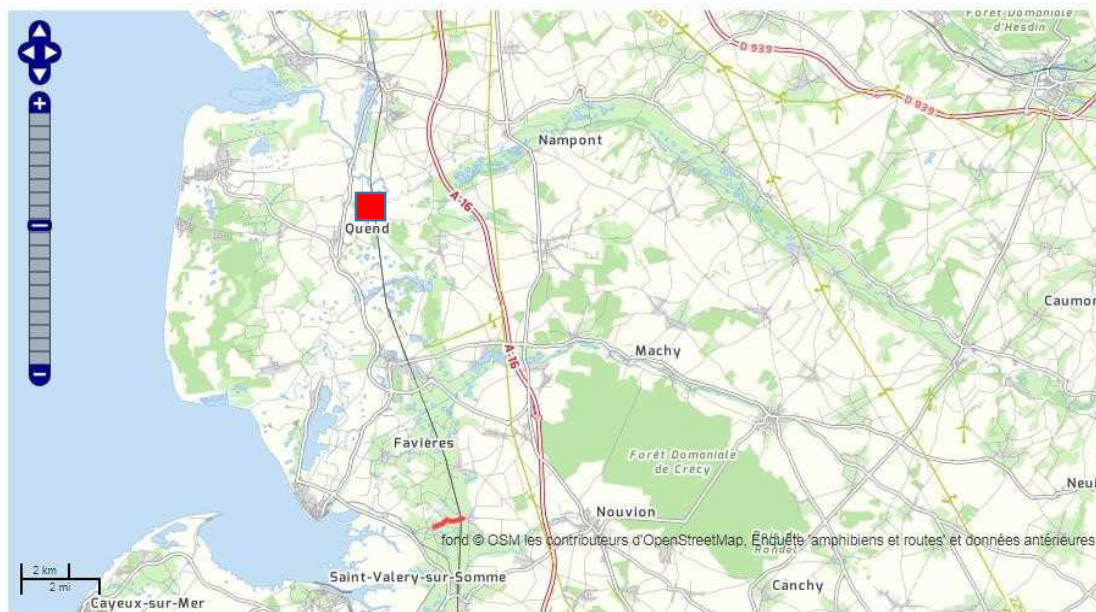 Forêt Domaniale
d'Hesdin
D 939
D 939
Nampont
A 16
Quend
Caumon
A 16
Machy
Favières
Forêt Domaniale
de Crécy
Neui
Nouvion
fond © OSM les contributeurs d'OpenStreetMap, Enquête 'amphibiens et routes' et données antérieures
2 km
2 mi
Saint-Valery-sur-Somme
Canchy
Cayeux-sur-Mer